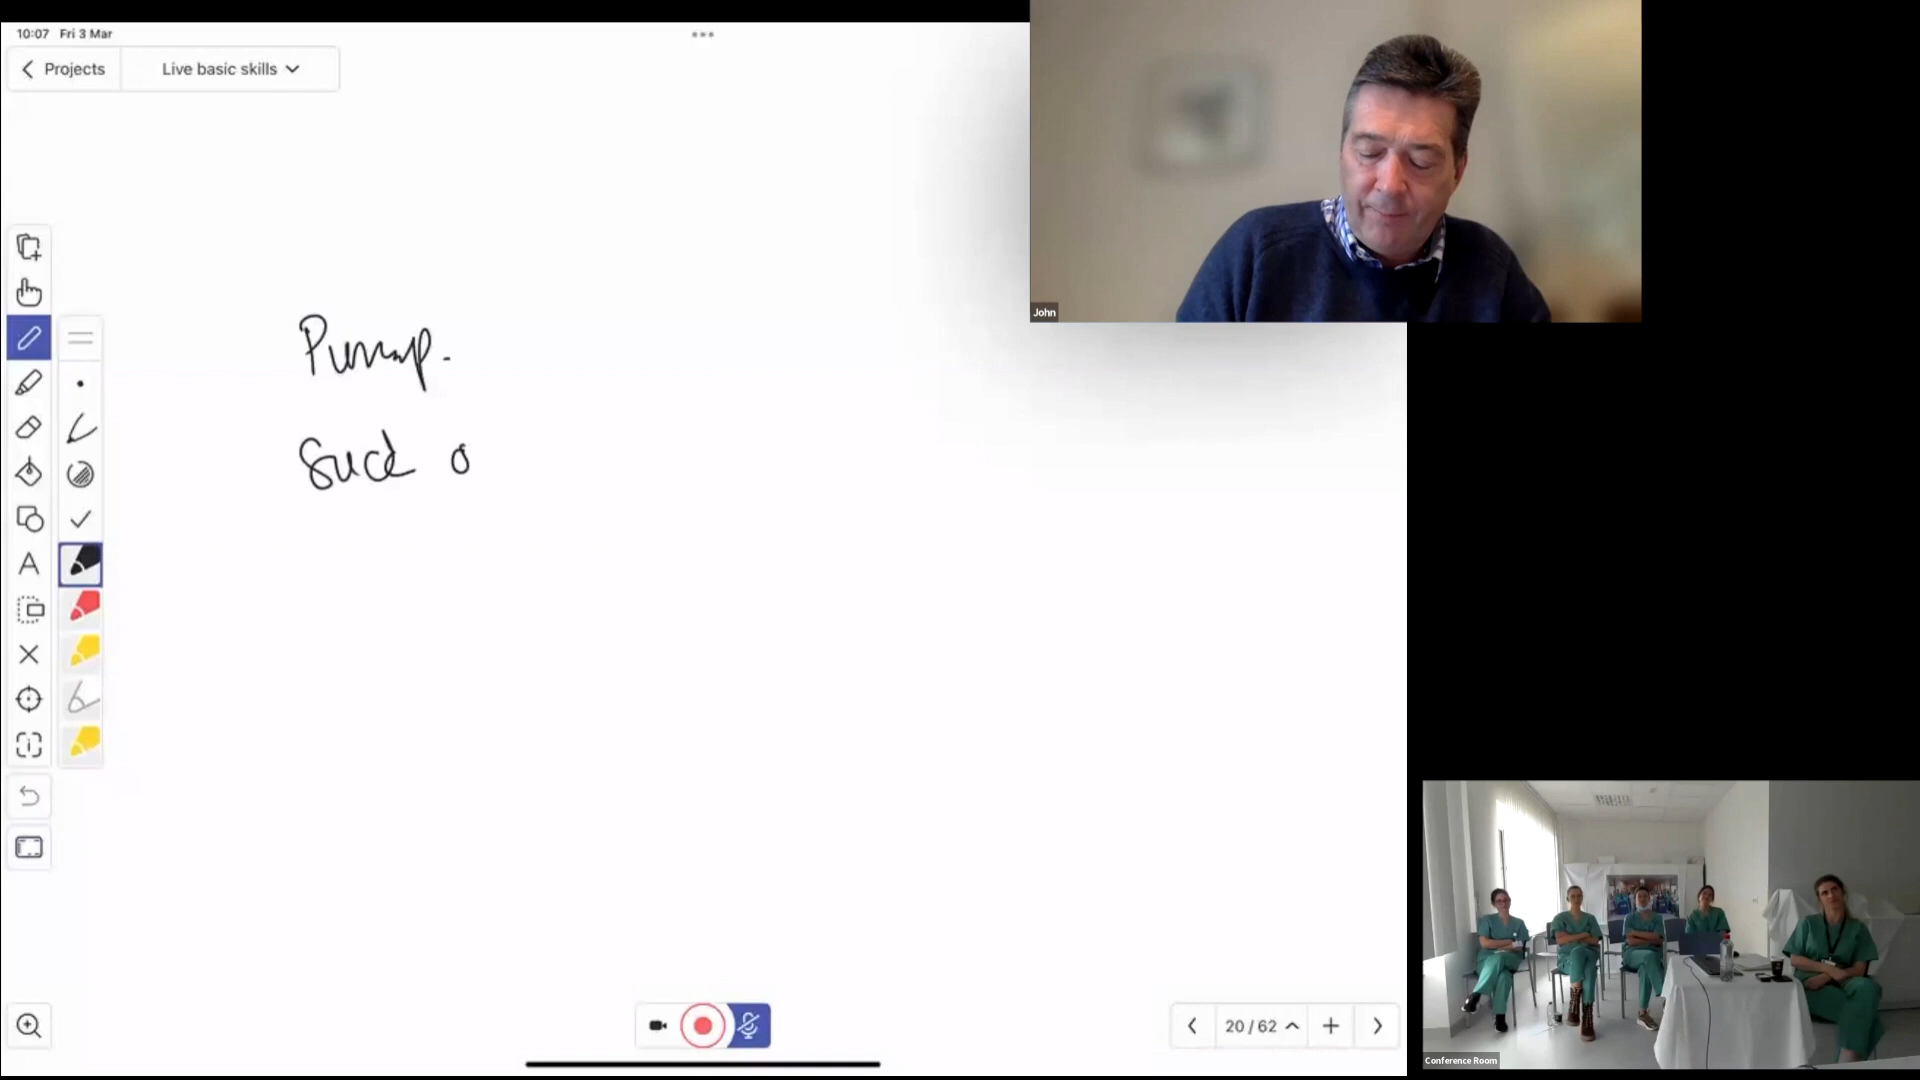 10:07 Fri 3 Mar
Projects
Live basic skills
John
Pump.
Suck o
A
20 / 62
Conference Room